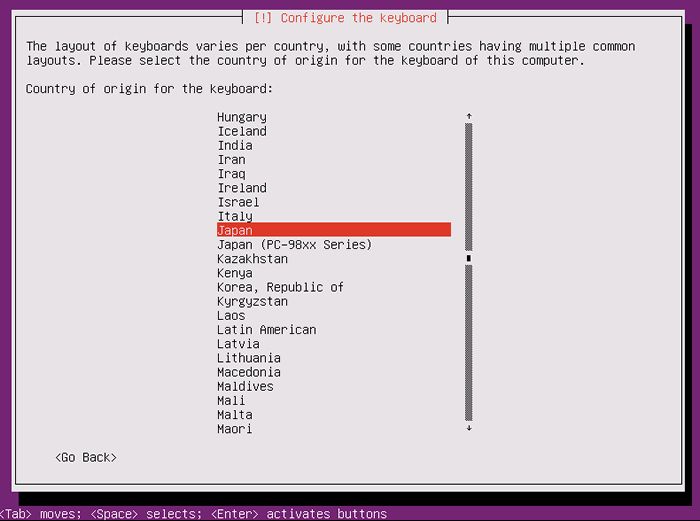 [!] Configure the keyboard
The layout of keyboards varies per country, with some countries having multiple common
layouts. Please select the country of origin for the keyboard of this computer.
Country of origin for the keyboard:
Hungary
Iceland
India
Iran
Iraq
Ireland
Israel
Italy
Japan
Japan (PC-98xx Series)
Kazakhstan
Kenya
Korea, Republic of
Kyrgyzstan
Laos
Latin American
Latvia
Lithuania
Macedonia
Maldives
Mali
Malta
Maori
<Go Back>
<Tab> moves; <Space> selects; <Enter> activates buttons